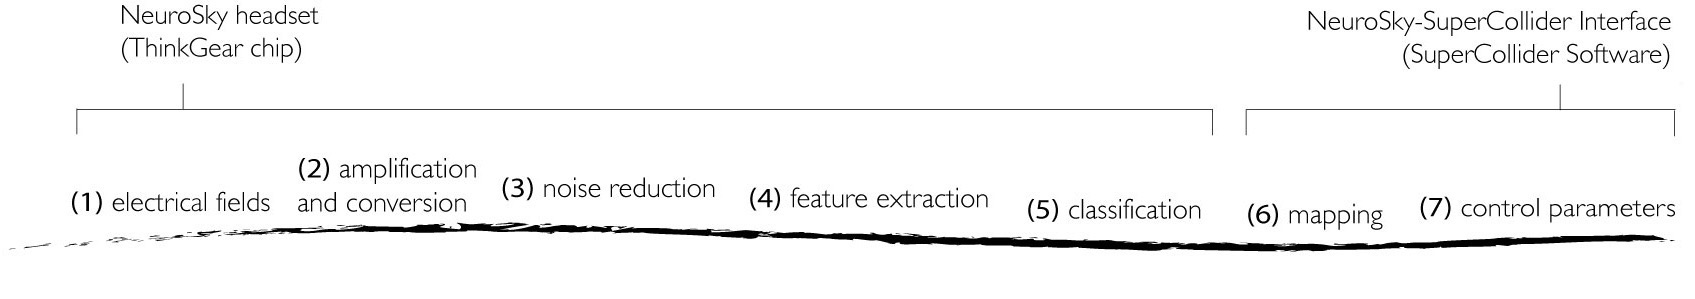 NeuroSky headset
(ThinkGear chip)
NeuroSky-SuperCollider Interface
(SuperCollider Software)
(1) electrical fields
(2) amplification
and conversion
(3) noise reduction
(4) feature extraction
(5) classification
(6) mapping
(7) control parameters